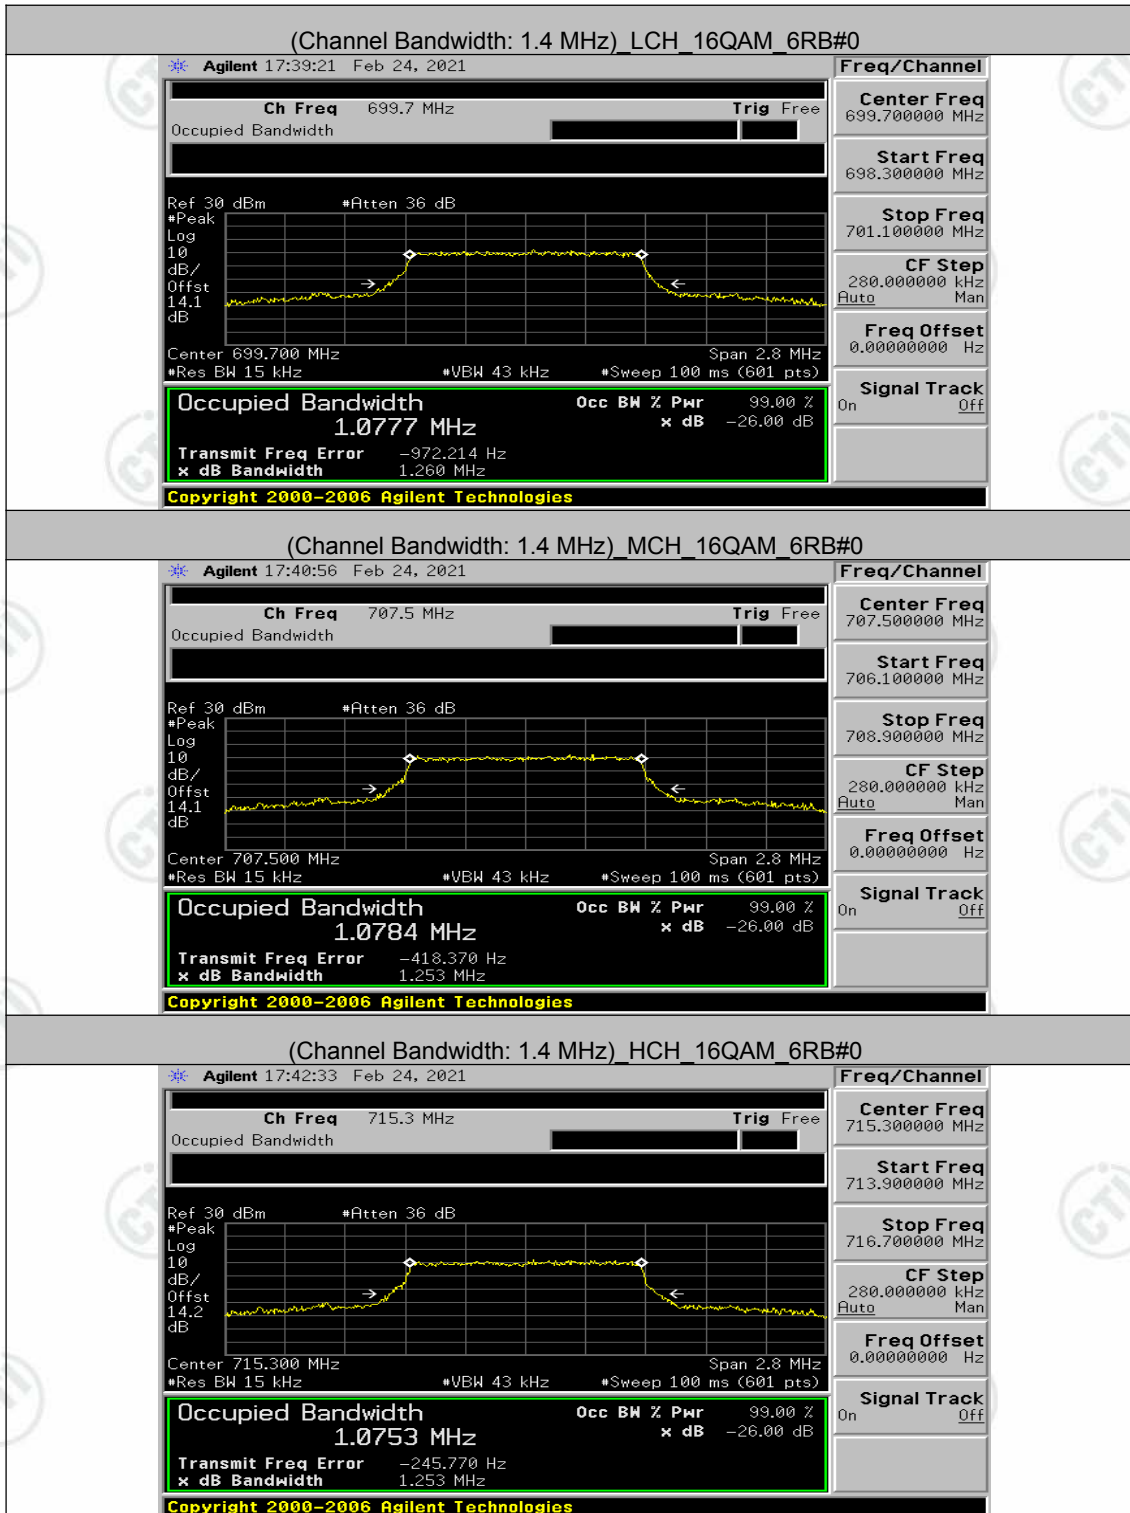 (Channel Bandwidth: 1.4 MHz)_LCH_16QAM_6RB#0
Agilent 17:39:21 Feb 24, 2021
Freq/Channel
Ch Freq 699.7 MHz Trig Free
Occupied Bandwidth
Center Freq
699.700000 MHz
Start Freq
698.300000 MHz
Stop Freq
701.100000 MHz
CF Step
280.000000 kHz
Auto Man
Freq Offset
0.00000000 Hz
Signal Track
On Off
Ref 30 dBm #Atten 36 dB
#Peak
Log
10
dB/
Offst
14.1
dB
Center 699.700 MHz Span 2.8 MHz
#Res BW 15 kHz #VBW 43 kHz #Sweep 100 ms (601 pts)
Occupied Bandwidth Occ BW % Pwr 99.00 %
1.0777 MHz x dB -26.00 dB
Transmit Freq Error -972.214 Hz
x dB Bandwidth 1.260 MHz
Copyright 2000-2006 Agilent Technologies
(Channel Bandwidth: 1.4 MHz)_MCH_16QAM_6RB#0
Agilent 17:40:56 Feb 24, 2021
Freq/Channel
Ch Freq 707.5 MHz Trig Free
Occupied Bandwidth
Center Freq
707.500000 MHz
Start Freq
706.100000 MHz
Stop Freq
708.900000 MHz
CF Step
280.000000 kHz
Auto Man
Freq Offset
0.00000000 Hz
Signal Track
On Off
Ref 30 dBm #Atten 36 dB
#Peak
Log
10
dB/
Offst
14.1
dB
Center 707.500 MHz Span 2.8 MHz
#Res BW 15 kHz #VBW 43 kHz #Sweep 100 ms (601 pts)
Occupied Bandwidth Occ BW % Pwr 99.00 %
1.0784 MHz x dB -26.00 dB
Transmit Freq Error -418.370 Hz
x dB Bandwidth 1.253 MHz
Copyright 2000-2006 Agilent Technologies
(Channel Bandwidth: 1.4 MHz)_HCH_16QAM_6RB#0
Agilent 17:42:33 Feb 24, 2021
Freq/Channel
Ch Freq 715.3 MHz Trig Free
Occupied Bandwidth
Center Freq
715.300000 MHz
Start Freq
713.900000 MHz
Stop Freq
716.700000 MHz
CF Step
280.000000 kHz
Auto Man
Freq Offset
0.00000000 Hz
Signal Track
On Off
Ref 30 dBm #Atten 36 dB
#Peak
Log
10
dB/
Offst
14.2
dB
Center 715.300 MHz Span 2.8 MHz
#Res BW 15 kHz #VBW 43 kHz #Sweep 100 ms (601 pts)
Occupied Bandwidth Occ BW % Pwr 99.00 %
1.0753 MHz x dB -26.00 dB
Transmit Freq Error -245.770 Hz
x dB Bandwidth 1.253 MHz
Copyright 2000-2006 Agilent Technologies